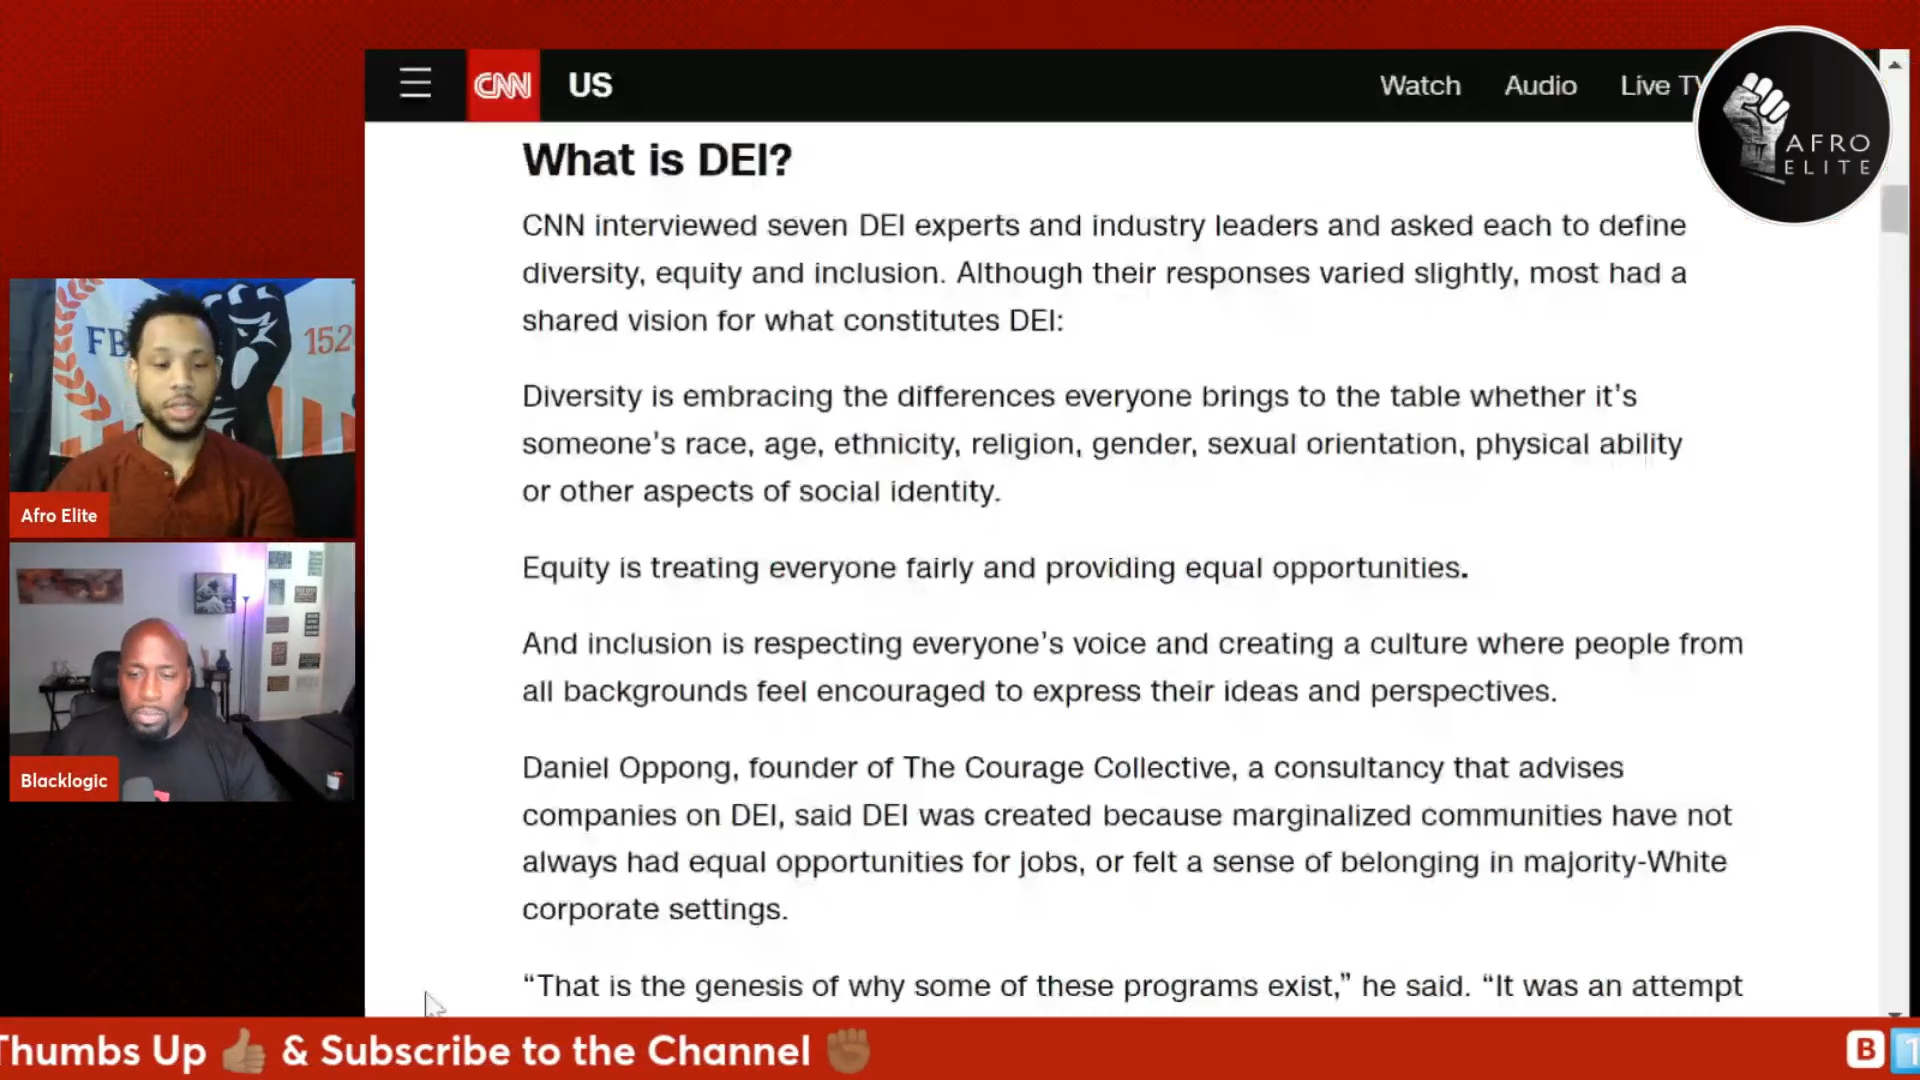 CNN
US
Watch
Audio
Live TV
AFRO
ELITE
What is DEI?
CNN interviewed seven DEI experts and industry leaders and asked each to define
diversity, equity and inclusion. Although their responses varied slightly, most had a
shared vision for what constitutes DEI:
Diversity is embracing the differences everyone brings to the table whether it's
someone's race, age, ethnicity, religion, gender, sexual orientation, physical ability
or other aspects of social identity.
Equity is treating everyone fairly and providing equal opportunities.
And inclusion is respecting everyone's voice and creating a culture where people from
all backgrounds feel encouraged to express their ideas and perspectives.
Daniel Oppong, founder of The Courage Collective, a consultancy that advises
companies on DEI, said DEI was created because marginalized communities have not
always had equal opportunities for jobs, or felt a sense of belonging in majority-White
corporate settings.
“That is the genesis of why some of these programs exist,” he said. “It was an attempt
FB
152
Afro Elite
Blacklogic
Thumbs Up 👍🏾 & Subscribe to the Channel ✊🏾
B 1